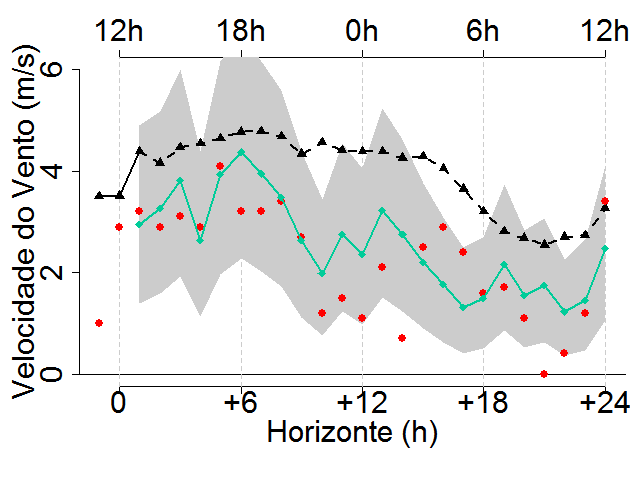 12h 18h 0h 6h 12h
Velocidade do Vento (m/s)
6
4
2
0
0 +6 +12 +18 +24
Horizonte (h)